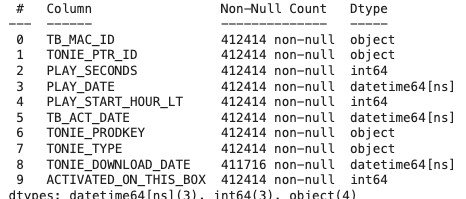 #   Column                 Non-Null Count   Dtype
---  ------                 --------------   -----
0   TB_MAC_ID              412414 non-null  object
1   TONIE_PTR_ID           412414 non-null  object
2   PLAY_SECONDS           412414 non-null  int64
3   PLAY_DATE              412414 non-null  datetime64[ns]
4   PLAY_START_HOUR_LT     412414 non-null  int64
5   TB_ACT_DATE            412414 non-null  datetime64[ns]
6   TONIE_PRODKEY          412414 non-null  object
7   TONIE_TYPE             412414 non-null  object
8   TONIE_DOWNLOAD_DATE    411716 non-null  datetime64[ns]
9   ACTIVATED_ON_THIS_BOX  412414 non-null  int64
dtypes: datetime64[ns](3), int64(3), object(4)